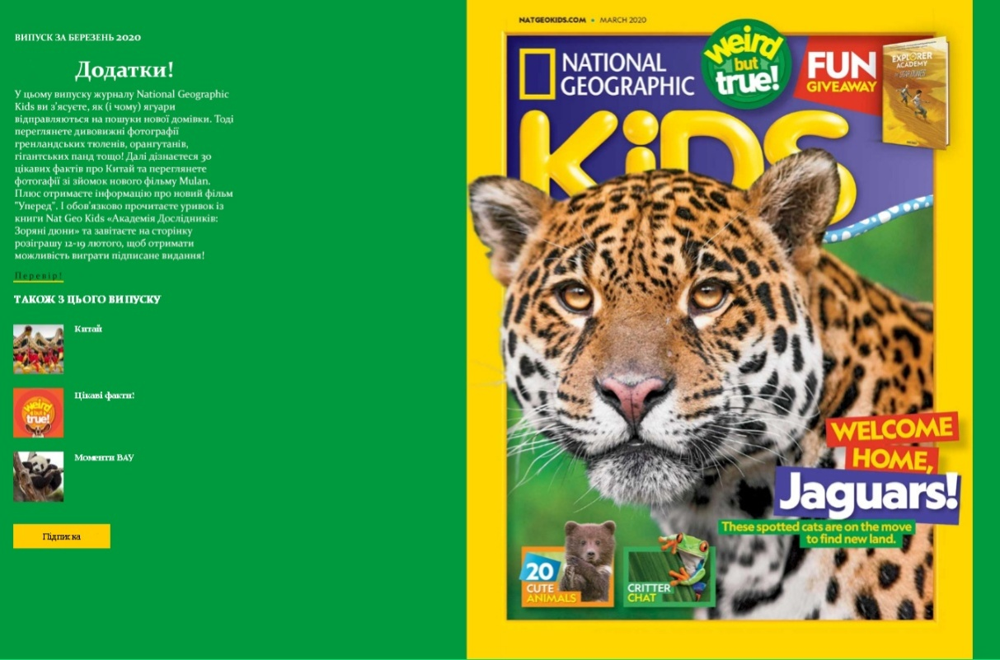 ВИПУСК ЗА БЕРЕЗЕНЬ 2020
Додатки!
У цьому випуску журналу National Geographic
Kids ви з'ясуєте, як (і чому) ягуари
відправляються на пошуки нової домівки. Тоді
переглянете дивовижні фотографії
гренландських тюленів, орангутанів,
гігантських панд тощо! Далі дізнаєтеся 30
цікавих фактів про Китай та переглянете
фотогафії зі зйомок нового фільму Mulan.
Плюс отримаєте інформацію про новий фільм
"Уперед". І обов'язково прочитаєте уривок із
книги Nat Geo Kids «Академія Дослідників:
Зоряні дюни» та завітаєте на сторінку
розіграшу 12-19 лютого, щоб отримати
можливість виграти підписане видання!
Перевір!
ТАКОЖ З ЦЬОГО ВИПУСКУ
Китай
weird
but
true!
Цікаві факти!
Моменти ВАУ
Підписка
NATGEOKIDS.COM • MARCH 2020
NATIONAL
GEOGRAPHIC
KiDS
weird
but
true!
FUN
GIVEAWAY
EXPLORER
ACADEMY
WELCOME
HOME,
Jaguars!
These spotted cats are on the move
to find new land.
20
CUTE
ANIMALS
CRITTER
CHAT